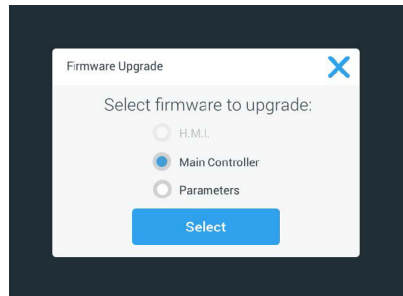 Firmware Upgrade
Select firmware to upgrade:
H.M.I.
Main Controller
Parameters
Select